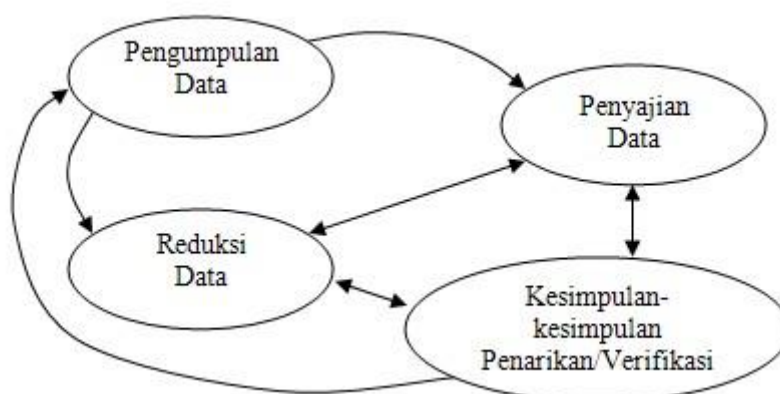 Pengumpulan
Data
Penyajian
Data
Reduksi
Data
Kesimpulan-
kesimpulan
Penarikan/Verifikasi